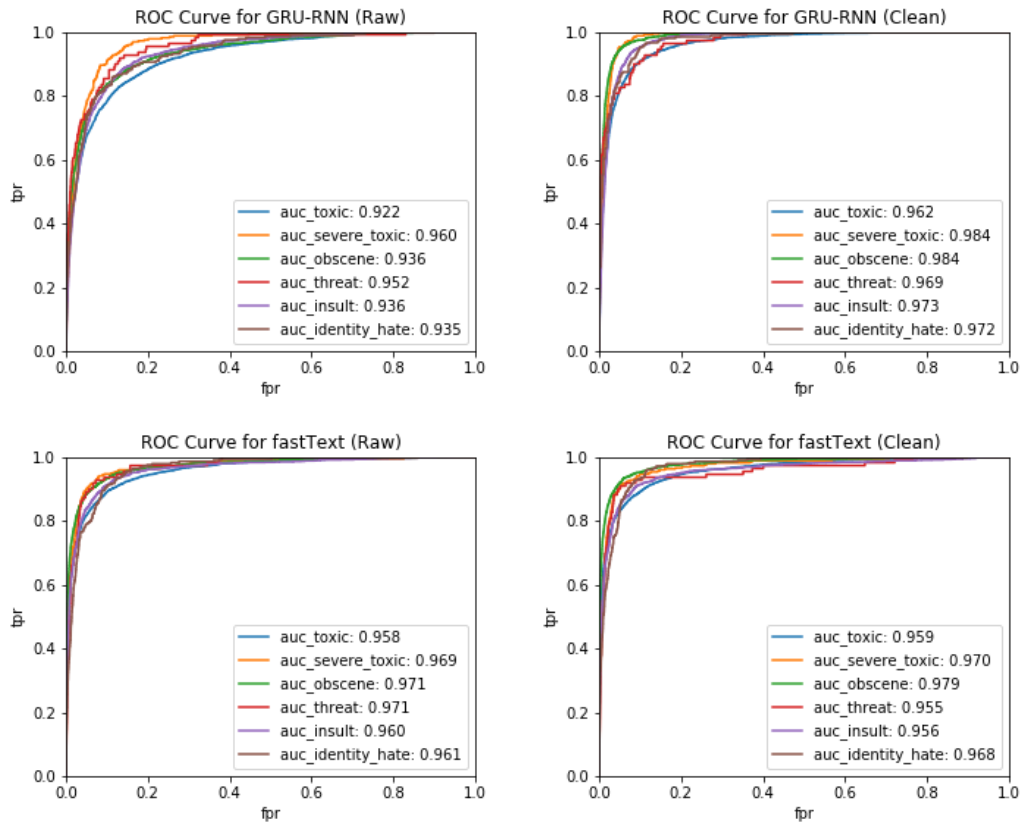 ROC Curve for GRU-RNN (Raw)
1.0
0.8
0.6
0.4
0.2
0.0
tpr
auc_toxic: 0.922
auc_severe_toxic: 0.960
auc_obscene: 0.936
auc_threat: 0.952
auc_insult: 0.936
auc_identity_hate: 0.935
0.0 0.2 0.4 0.6 0.8 1.0
fpr
ROC Curve for GRU-RNN (Clean)
1.0
0.8
0.6
0.4
0.2
0.0
tpr
auc_toxic: 0.962
auc_severe_toxic: 0.984
auc_obscene: 0.984
auc_threat: 0.969
auc_insult: 0.973
auc_identity_hate: 0.972
0.0 0.2 0.4 0.6 0.8 1.0
fpr
ROC Curve for fastText (Raw)
1.0
0.8
0.6
0.4
0.2
0.0
tpr
auc_toxic: 0.958
auc_severe_toxic: 0.969
auc_obscene: 0.971
auc_threat: 0.971
auc_insult: 0.960
auc_identity_hate: 0.961
0.0 0.2 0.4 0.6 0.8 1.0
fpr
ROC Curve for fastText (Clean)
1.0
0.8
0.6
0.4
0.2
0.0
tpr
auc_toxic: 0.959
auc_severe_toxic: 0.970
auc_obscene: 0.979
auc_threat: 0.955
auc_insult: 0.956
auc_identity_hate: 0.968
0.0 0.2 0.4 0.6 0.8 1.0
fpr